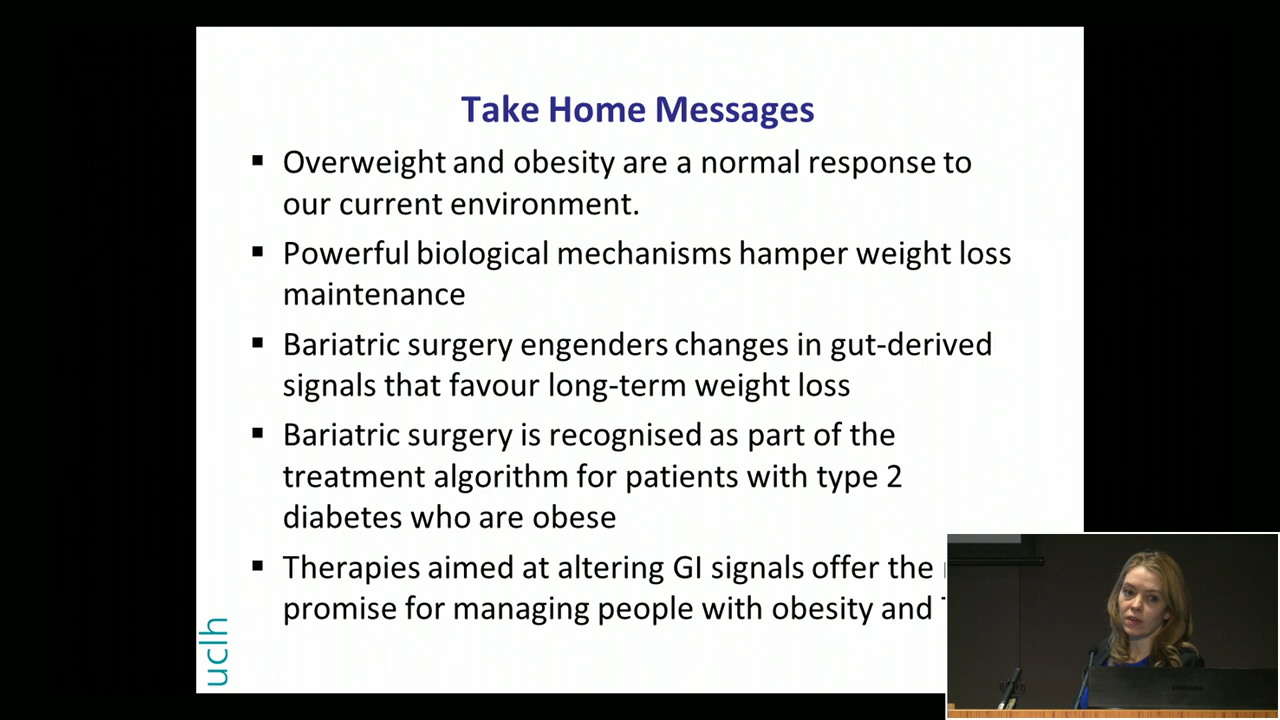 Take Home Messages
▪ Overweight and obesity are a normal response to
our current environment.
▪ Powerful biological mechanisms hamper weight loss
maintenance
▪ Bariatric surgery engenders changes in gut-derived
signals that favour long-term weight loss
▪ Bariatric surgery is recognised as part of the
treatment algorithm for patients with type 2
diabetes who are obese
▪ Therapies aimed at altering GI signals offer the
promise for managing people with obesity and
uclh
SAMSUNG